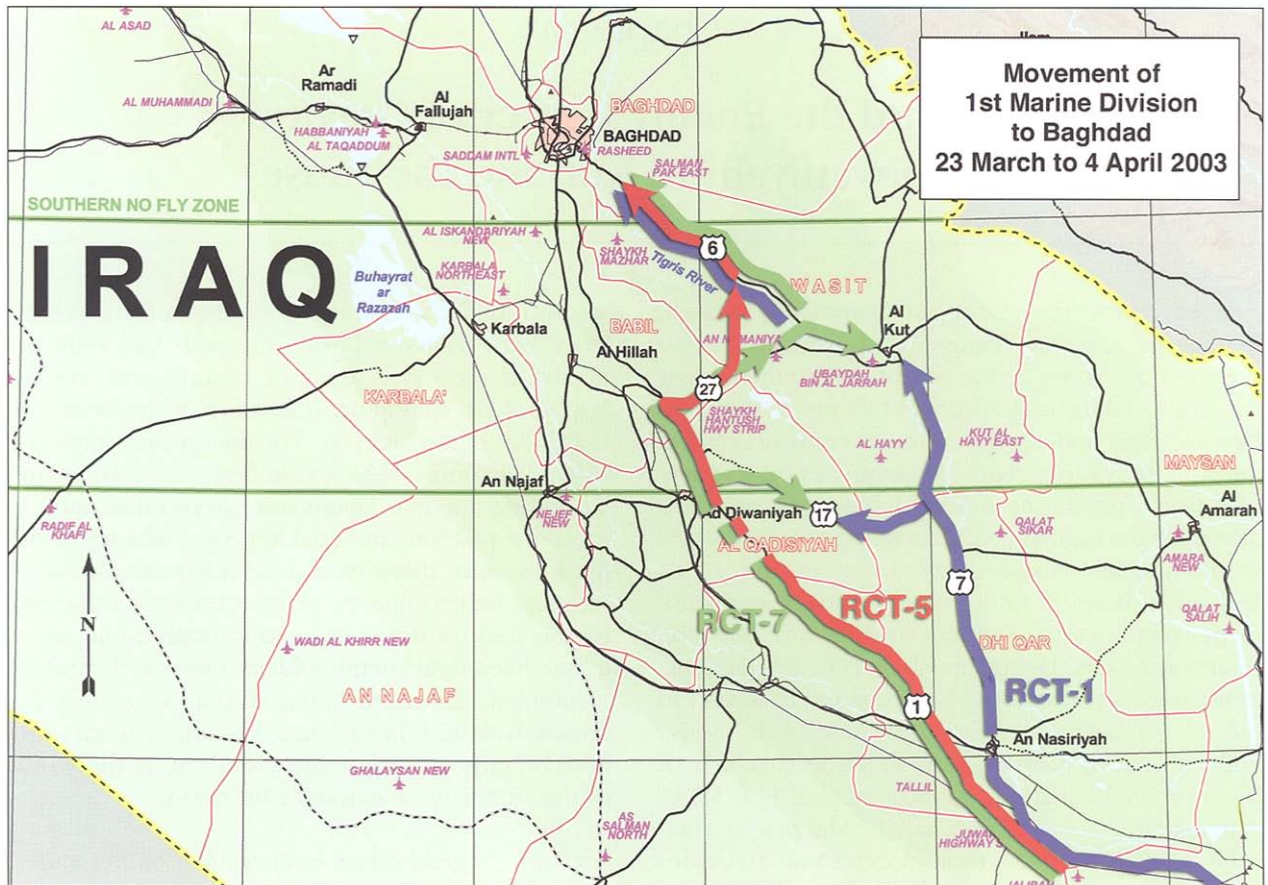 AL ASAD
Ar
Ramadi
AL MUHAMMADI
Al
Fallujah
HABBANIYAH
AL TAQADDUM
BAGHDAD
BAGHDAD
RASHEED
SADDAM INTL
SALMAN
PAK EAST
Movement of
1st Marine Division
to Baghdad
23 March to 4 April 2003
SOUTHERN NO FLY ZONE
IRAQ
AL ISKANDARIYAH
NEW
KARBALA
NORTHEAST
Buhayrat
ar
Razazah
SHAYKH
MAZHAR
6
Tigris River
WASIT
Karbala
BABIL
Al Hillah
Al
Kut
UBAYDAH
BIN AL JARRAH
KARBALA'
27
SHAYKH
HANTUSH
HWY STRIP
AL HAYY
KUT AL
HAYY EAST
MAYSAN
An Najaf
NEJEF
NEW
RADIF AL
KHAFI
Ad Diwaniyah
17
AL QADISIYAH
QALAT
SIKAR
Al
Amarah
AMARA
NEW
N
7
RCT-7
RCT-5
QALAT
SALIH
WADI AL KHIRR NEW
DHI QAR
AN NAJAF
RCT-1
1
An Nasiriyah
GHALAYSAN NEW
TALLIL
AS
SALMAN
NORTH
JALIBAH